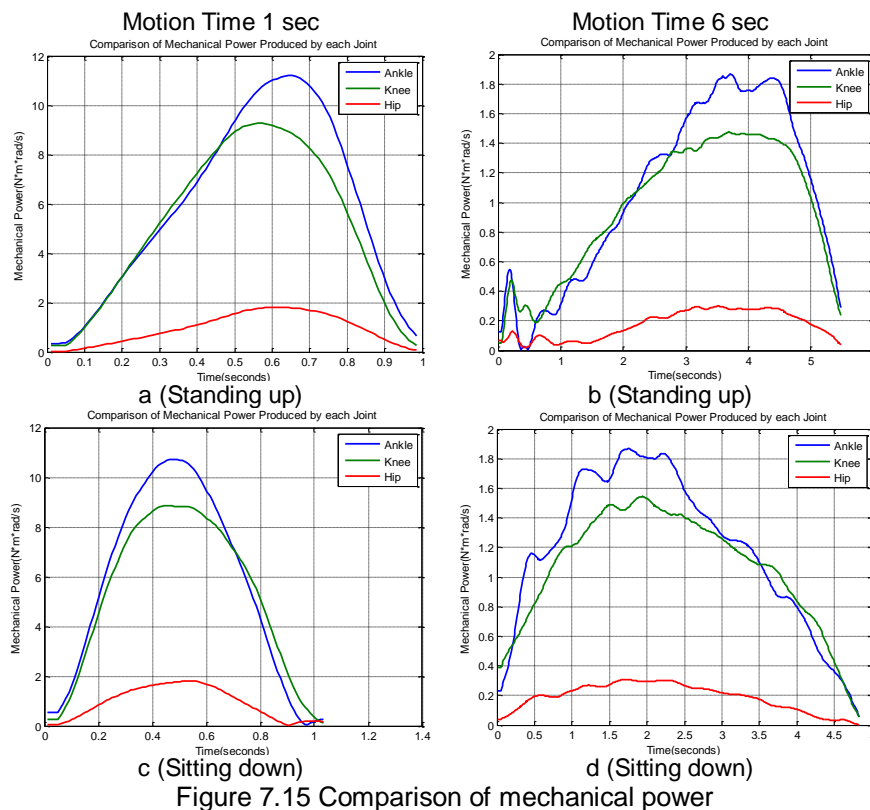 Motion Time 1 sec
Motion Time 6 sec
Comparison of Mechanical Power Produced by each Joint
12
10
8
6
4
2
0
Mechanical Power(N*m*rad/s)
Ankle
Knee
Hip
0 0.1 0.2 0.3 0.4 0.5 0.6 0.7 0.8 0.9 1
Time(seconds)
a (Standing up)
Comparison of Mechanical Power Produced by each Joint
2
1.8
1.6
1.4
1.2
1
0.8
0.6
0.4
0.2
0
Mechanical Power(N*m*rad/s)
Ankle
Knee
Hip
0 1 2 3 4 5
Time(seconds)
b (Standing up)
Comparison of Mechanical Power Produced by each Joint
12
10
8
6
4
2
0
Mechanical Power(N*m*rad/s)
Ankle
Knee
Hip
0 0.2 0.4 0.6 0.8 1 1.2 1.4
Time(seconds)
c (Sitting down)
Comparison of Mechanical Power Produced by each Joint
2
1.8
1.6
1.4
1.2
1
0.8
0.6
0.4
0.2
0
Mechanical Power(N*m*rad/s)
Ankle
Knee
Hip
0 0.5 1 1.5 2 2.5 3 3.5 4 4.5
Time(seconds)
d (Sitting down)
Figure 7.15 Comparison of mechanical power